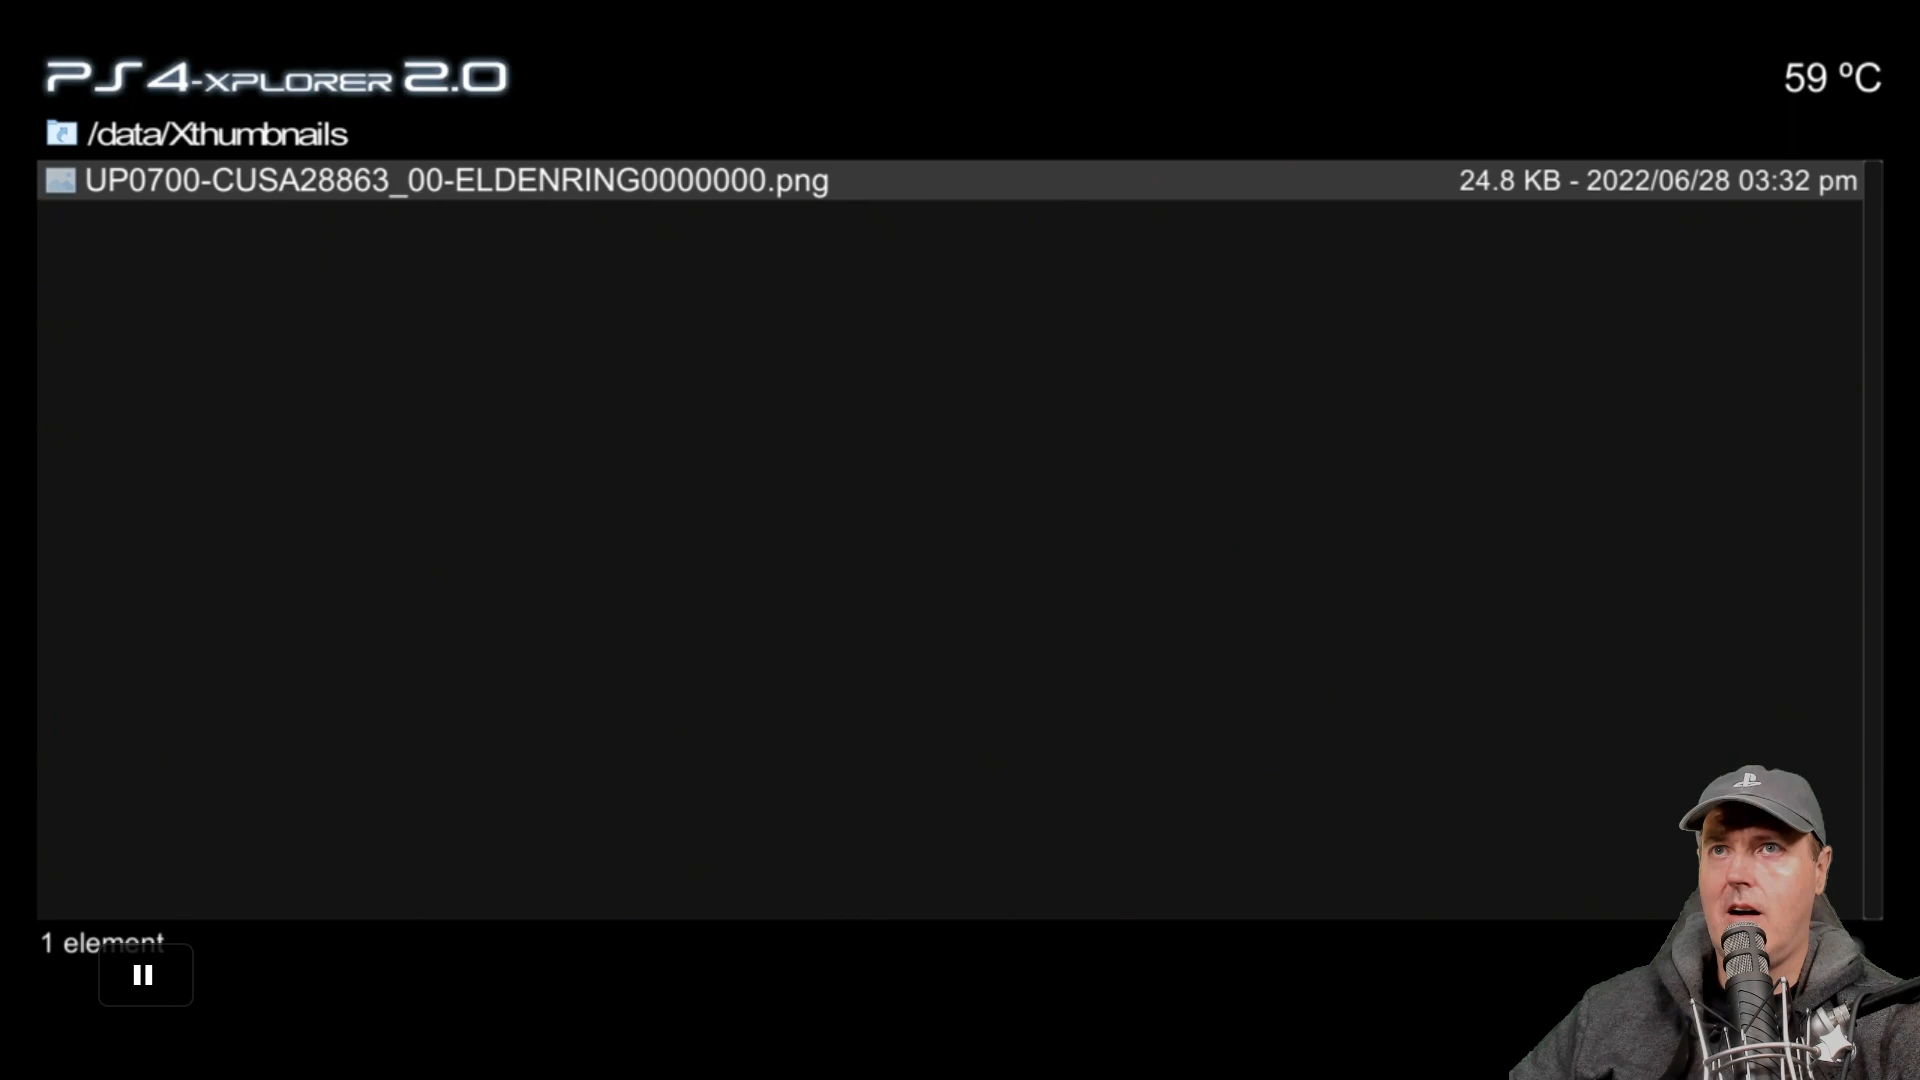 PS4-XPLORER 2.0
59 ºC
/data/Xthumbnails
UP0700-CUSA28863_00-ELDENRING0000000.png 24.8 KB - 2022/06/28 03:32 pm
1 element